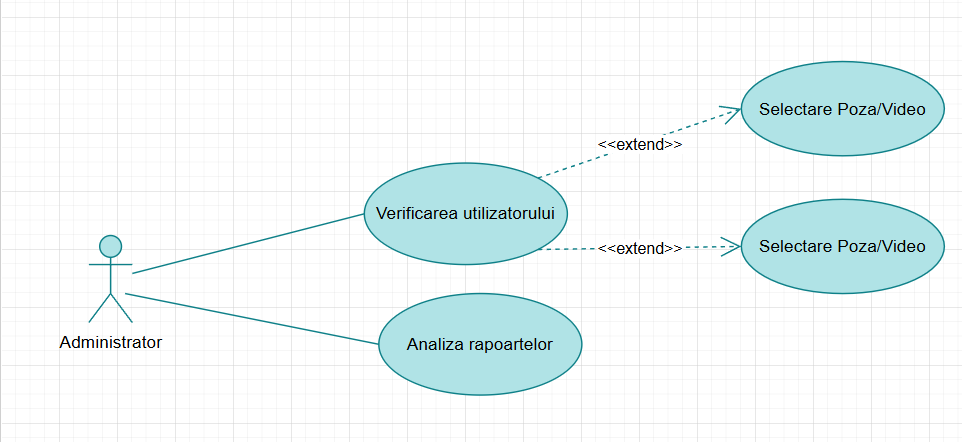 Selectare Poza/Video
<<extend>>
Verificarea utilizatorului
<<extend>>
Selectare Poza/Video
Administrator
Analiza rapoartelor